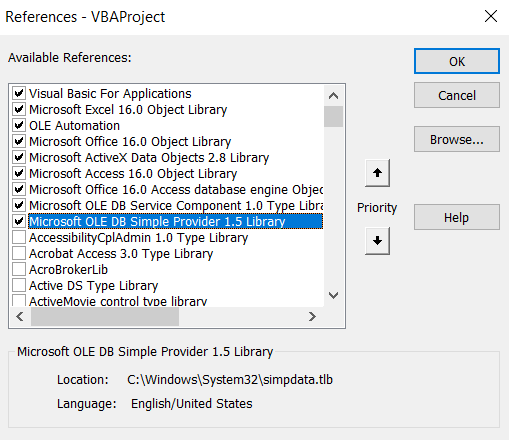 References - VBAProject
Available References:
Visual Basic For Applications
Microsoft Excel 16.0 Object Library
OLE Automation
Microsoft Office 16.0 Object Library
Microsoft ActiveX Data Objects 2.8 Library
Microsoft Access 16.0 Object Library
Microsoft Office 16.0 Access database engine Objec
Microsoft OLE DB Service Component 1.0 Type Libra
Microsoft OLE DB Simple Provider 1.5 Library
AccessibilityCplAdmin 1.0 Type Library
Acrobat Access 3.0 Type Library
AcroBrokerLib
Active DS Type Library
ActiveMovie control type library
Priority
OK
Cancel
Browse...
Help
Microsoft OLE DB Simple Provider 1.5 Library
Location: C:\Windows\System32\simpdata.tlb
Language: English/United States